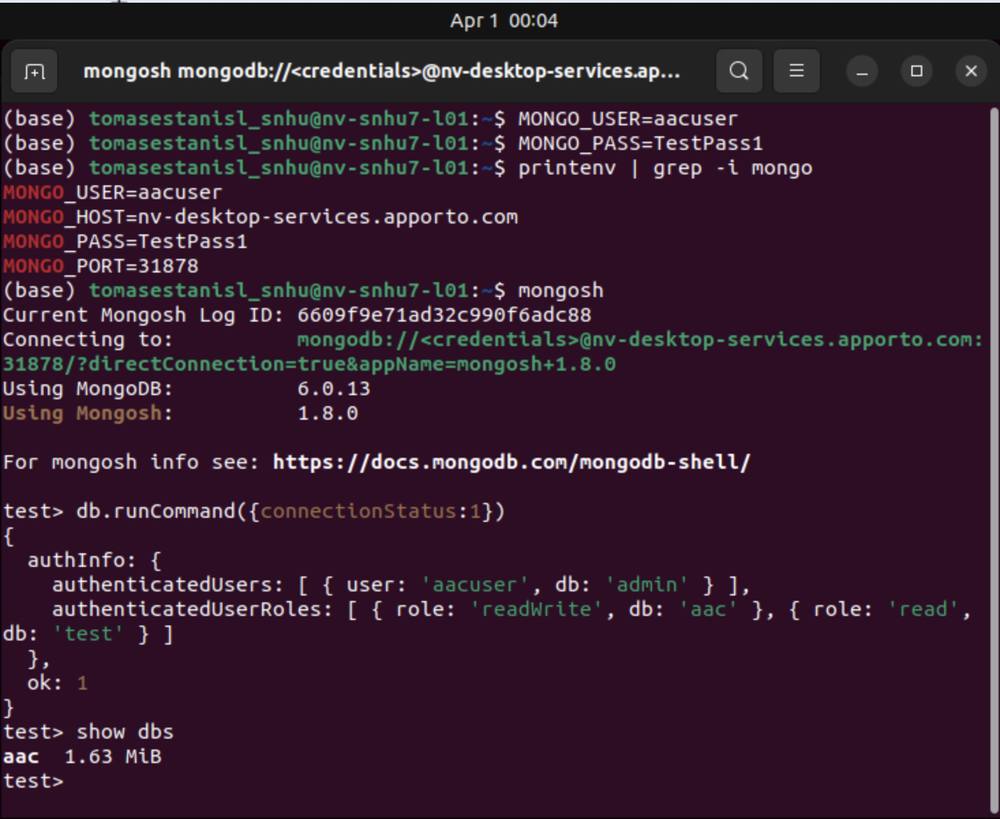 Apr 1 00:04
mongosh mongodb://<credentials>@nv-desktop-services.ap...
(base) tomasestanisl_snhu@nv-snhu7-l01:~$ MONGO_USER=aacuser
(base) tomasestanisl_snhu@nv-snhu7-l01:~$ MONGO_PASS=TestPass1
(base) tomasestanisl_snhu@nv-snhu7-l01:~$ printenv | grep -i mongo
MONGO_USER=aacuser
MONGO_HOST=nv-desktop-services.apporto.com
MONGO_PASS=TestPass1
MONGO_PORT=31878
(base) tomasestanisl_snhu@nv-snhu7-l01:~$ mongosh
Current Mongosh Log ID: 6609f9e71ad32c990f6adc88
Connecting to: mongodb://<credentials>@nv-desktop-services.apporto.com:
31878/?directConnection=true&appName=mongosh+1.8.0
Using MongoDB: 6.0.13
Using Mongosh: 1.8.0
For mongosh info see: https://docs.mongodb.com/mongodb-shell/
test> db.runCommand({connectionStatus:1})
{
  authInfo: {
    authenticatedUsers: [ { user: 'aacuser', db: 'admin' } ],
    authenticatedUserRoles: [ { role: 'readWrite', db: 'aac' }, { role: 'read',
db: 'test' } ]
  },
  ok: 1
}
test> show dbs
aac  1.63 MiB
test>